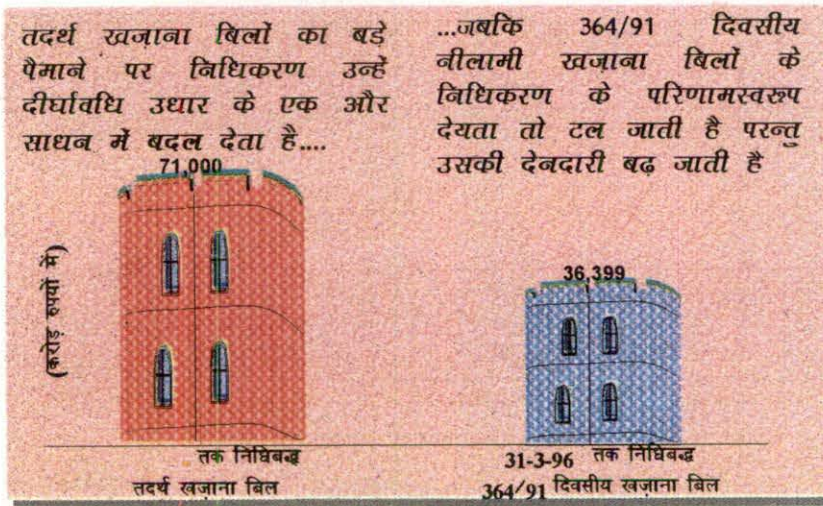 तदर्थ खज़ाना बिलों का बड़े
पैमाने पर निधिकरण उन्हें
दीर्घावधि उधार के एक और
साधन में बदल देता है....
...जबकि 364/91 दिवसीय
नीलामी खज़ाना बिलों के
निधिकरण के परिणामस्वरुप
देयता तो टल जाती है परन्तु
उसकी देनदारी बढ़ जाती है
(करोड़ रुपयों में)
71,000
36,399
तक निधिबद्ध
तदर्थ खज़ाना बिल
31-3-96 तक निधिबद्ध
364/91 दिवसीय खज़ाना बिल